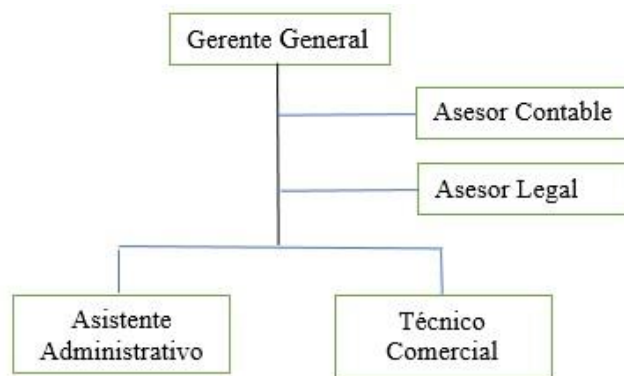 Gerente General
Asesor Contable
Asesor Legal
Asistente
Administrativo
Técnico
Comercial